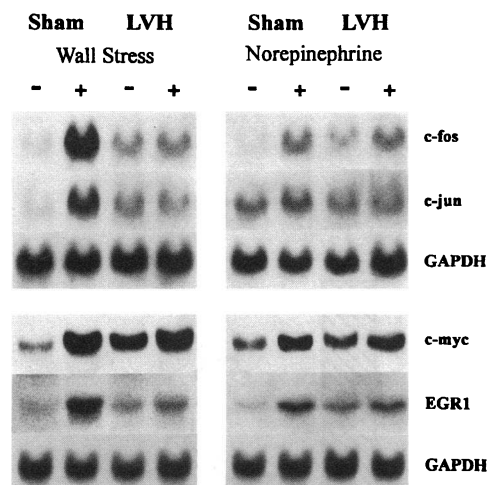 Sham LVH Sham LVH
Wall Stress Norepinephrine
- + - + - + - +
c-fos
c-jun
GAPDH
c-myc
EGR1
GAPDH